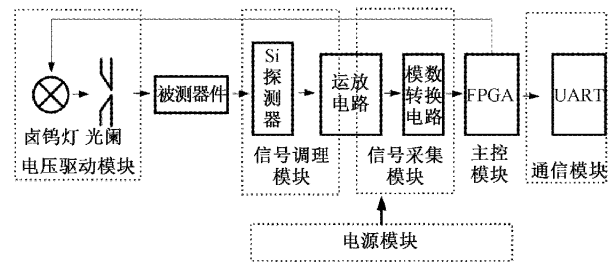 卤钨灯 光阑
电压驱动模块
被测器件
Si
探
测
器
运放
电路
信号调理
模块
模数
转换
电路
信号采集
模块
FPGA
主控
模块
UART
通信模块
电源模块